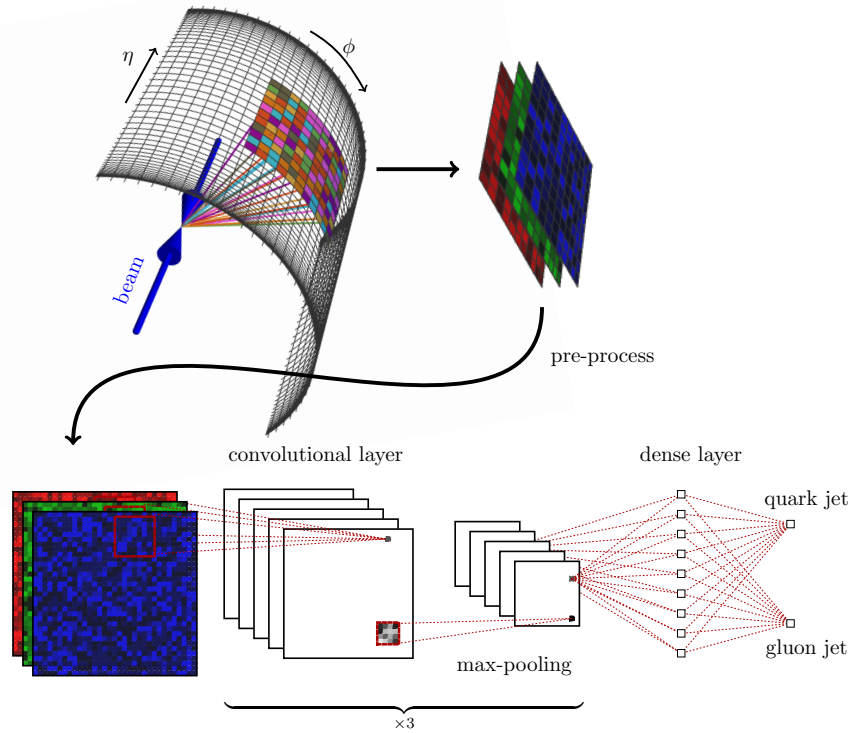 η
ϕ
beam
pre-process
convolutional layer
dense layer
quark jet
gluon jet
max-pooling
×3